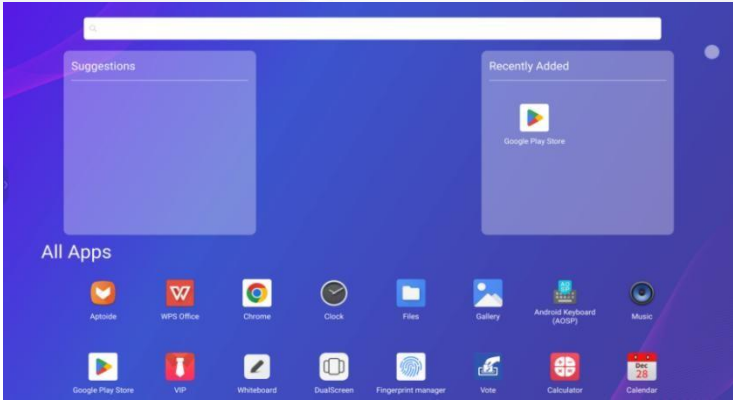 Suggestions
Recently Added
Google Play Store
All Apps
Aptoide
WPS Office
Chrome
Clock
Files
Gallery
Android Keyboard
(AOSP)
Music
Google Play Store
VIP
Whiteboard
DualScreen
Fingerprint manager
Vote
Calculator
Dec
28
Calendar